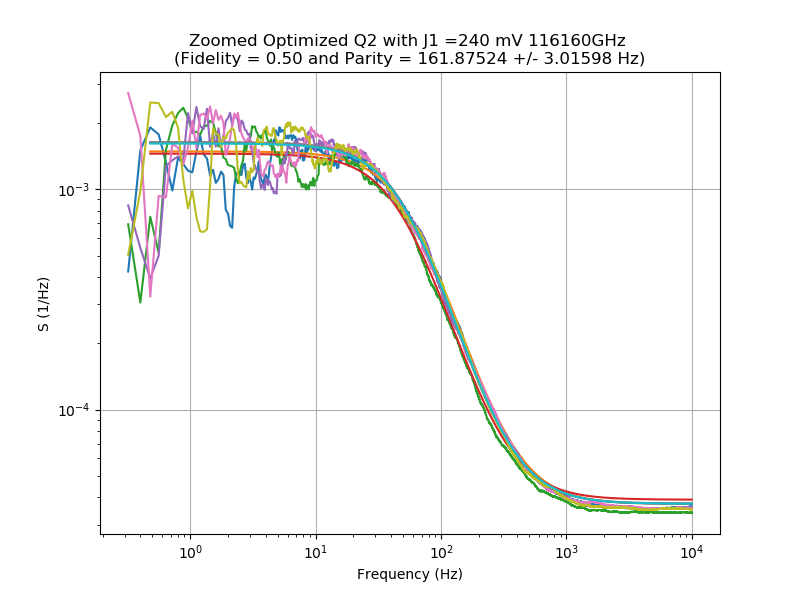 Zoomed Optimized Q2 with J1 =240 mV 116160GHz
(Fidelity = 0.50 and Parity = 161.87524 +/- 3.01598 Hz)
10⁻³
10⁻⁴
S (1/Hz)
10⁰ 10¹ 10² 10³ 10⁴
Frequency (Hz)